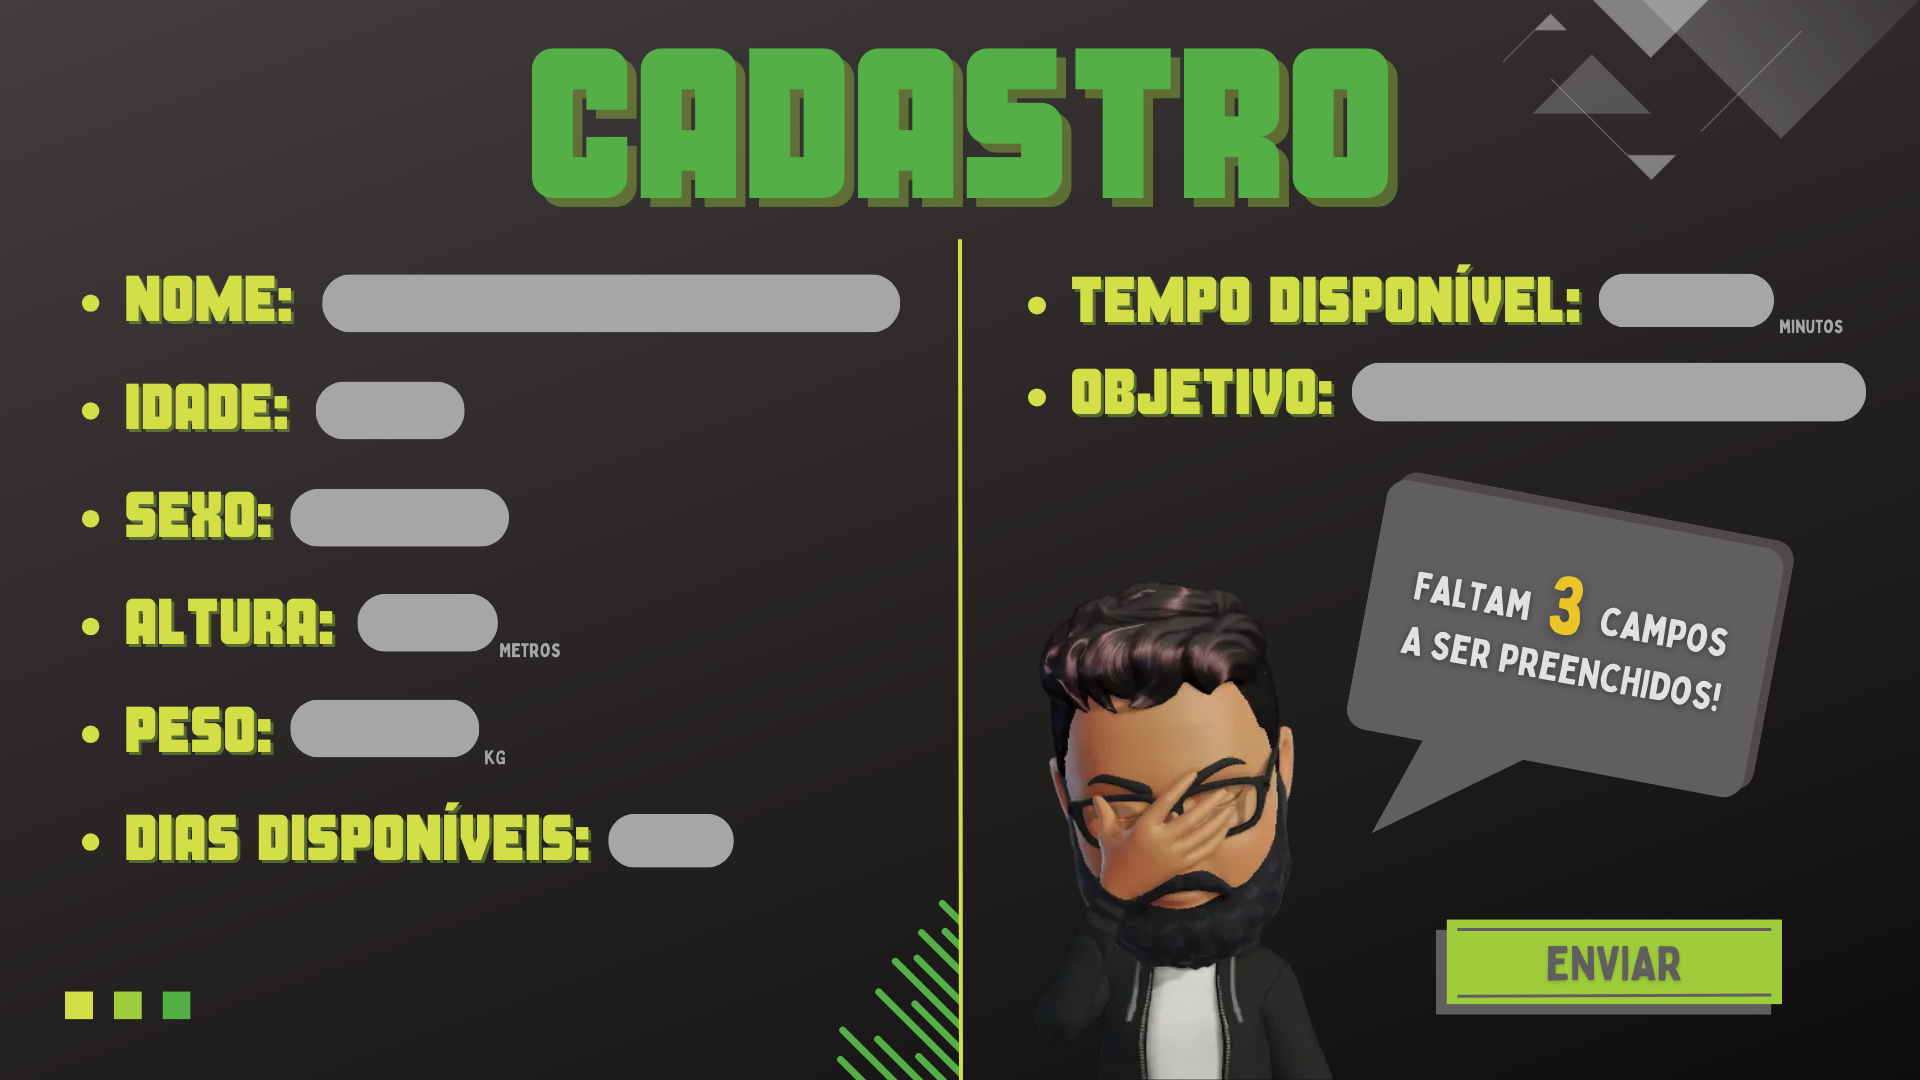 CADASTRO
NOME:
IDADE:
SEXO:
ALTURA:
METROS
PESO:
KG
DIAS DISPONÍVEIS:
TEMPO DISPONÍVEL:
MINUTOS
OBJETIVO:
FALTAM 3 CAMPOS
A SER PREENCHIDOS!
ENVIAR